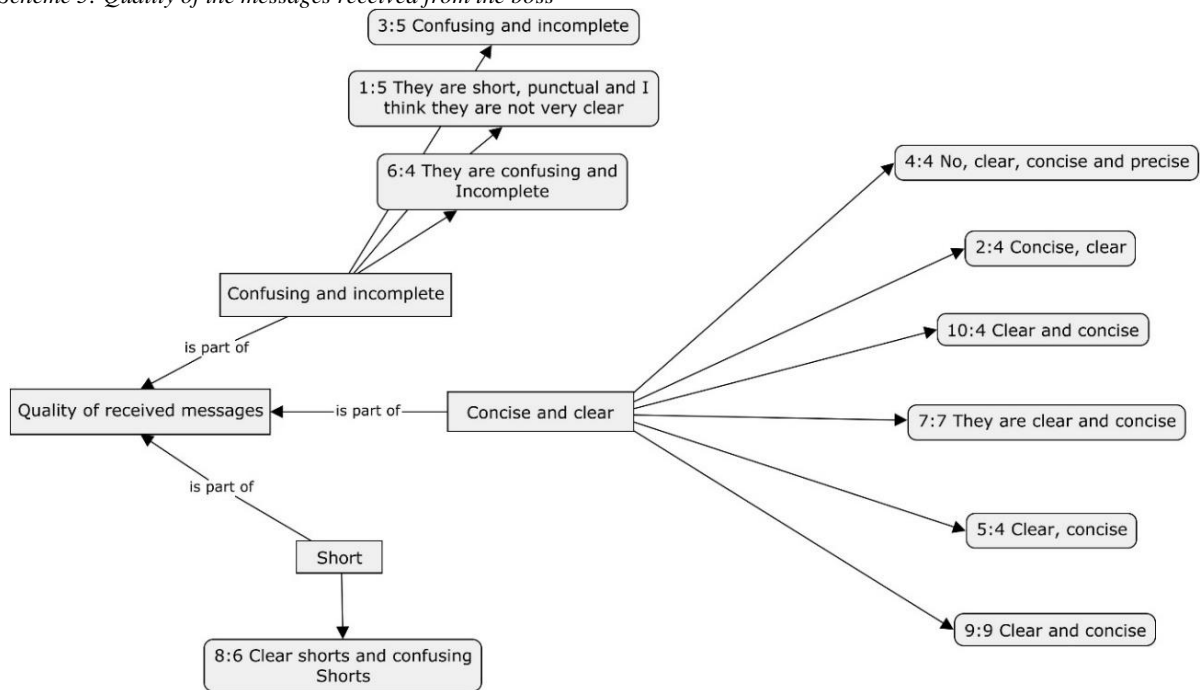 Scheme 3: Quality of the messages received from the boss
3:5 Confusing and incomplete
1:5 They are short, punctual and I
think they are not very clear
6:4 They are confusing and
Incomplete
4:4 No, clear, concise and precise
2:4 Concise, clear
Confusing and incomplete
10:4 Clear and concise
is part of
Quality of received messages
is part of
Concise and clear
7:7 They are clear and concise
is part of
5:4 Clear, concise
Short
9:9 Clear and concise
8:6 Clear shorts and confusing
Shorts